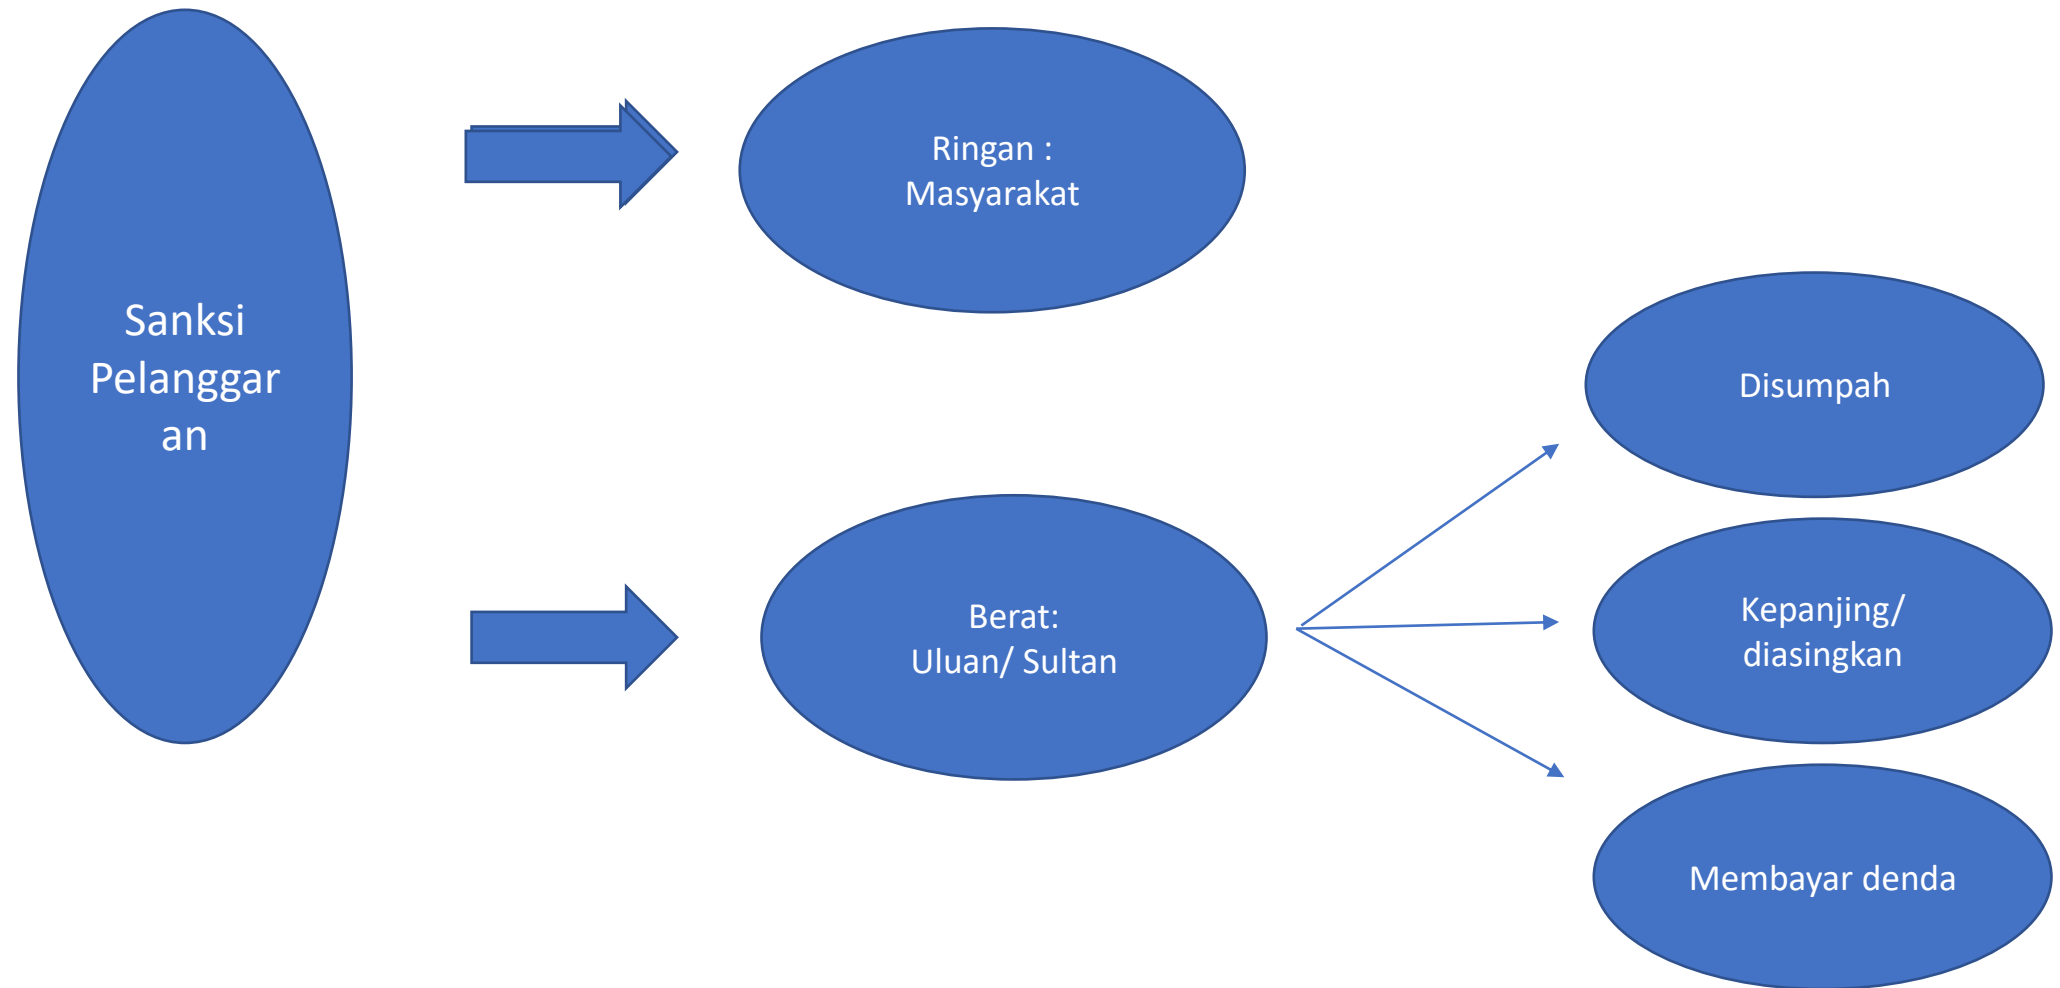 Sanksi
Pelanggar
an
Ringan :
Masyarakat
Berat:
Uluan/ Sultan
Disumpah
Kepanjing/
diasingkan
Membayar denda